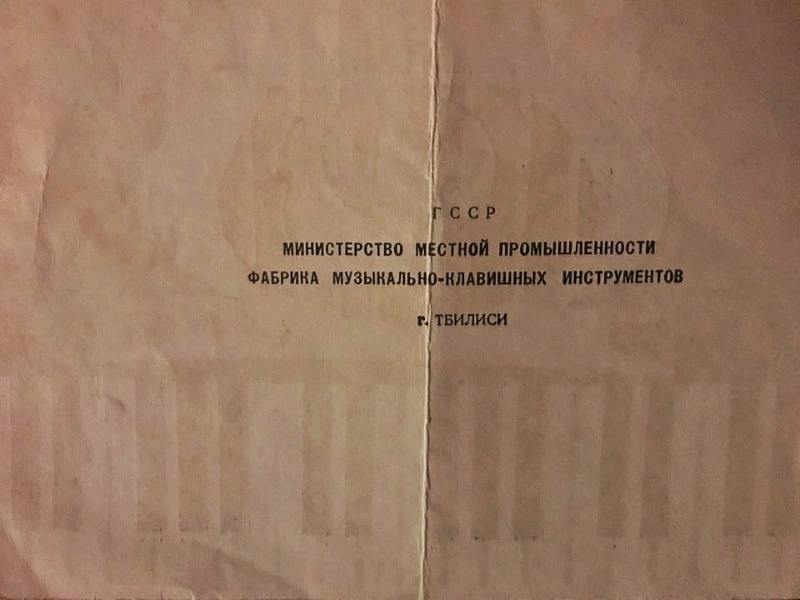 ГССР
МИНИСТЕРСТВО МЕСТНОЙ ПРОМЫШЛЕННОСТИ
ФАБРИКА МУЗЫКАЛЬНО-КЛАВИШНЫХ ИНСТРУМЕНТОВ
г. ТБИЛИСИ